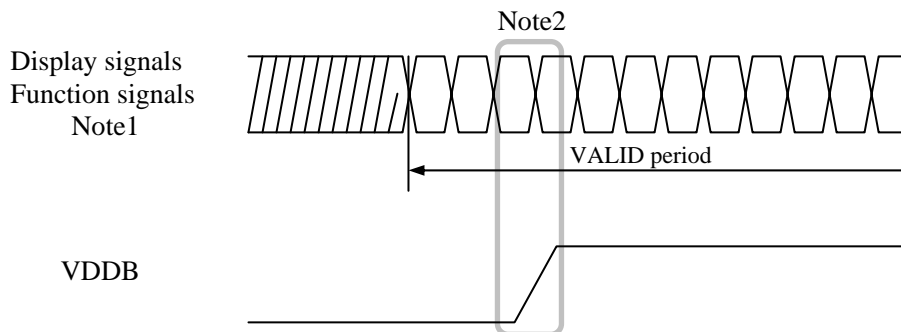 Note2
Display signals
Function signals
Note1
VALID period
VDDB